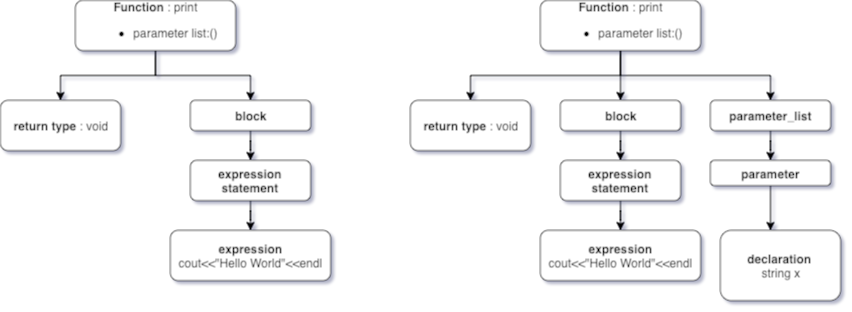 Function : print
• parameter list:()
return type : void
block
expression
statement
expression
cout<<"Hello World"<<endl
Function : print
• parameter list:()
return type : void
block
parameter_list
expression
statement
parameter
expression
cout<<"Hello World"<<endl
declaration
string x